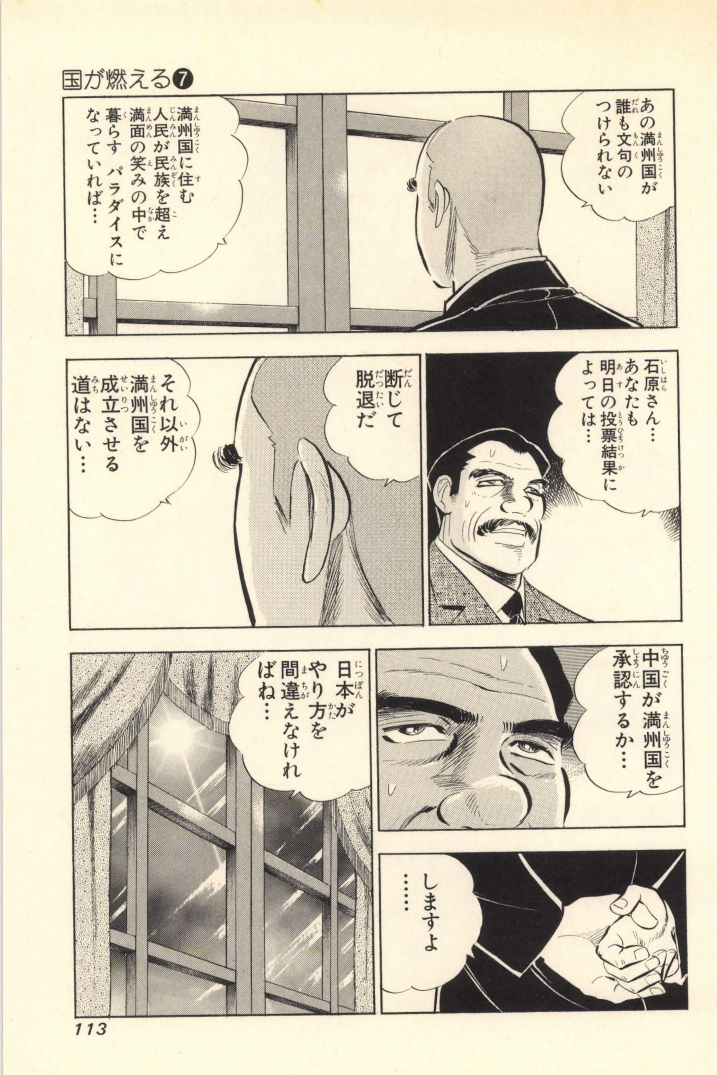 国が燃える❼
あの満州国が
誰も文句の
つけられない
満州国に住む
人民が民族を超え
満面の笑みの中で
暮らす パラダイスに
なっていれば…
石原さん…
あなたも
明日の投票結果に
よっては…
断じて
脱退だ
それ以外
満州国を
成立させる
道はない…
中国が満州国を
承認するか…
日本が
やり方を
間違えなけれ
ばね…
しますよ
……
113